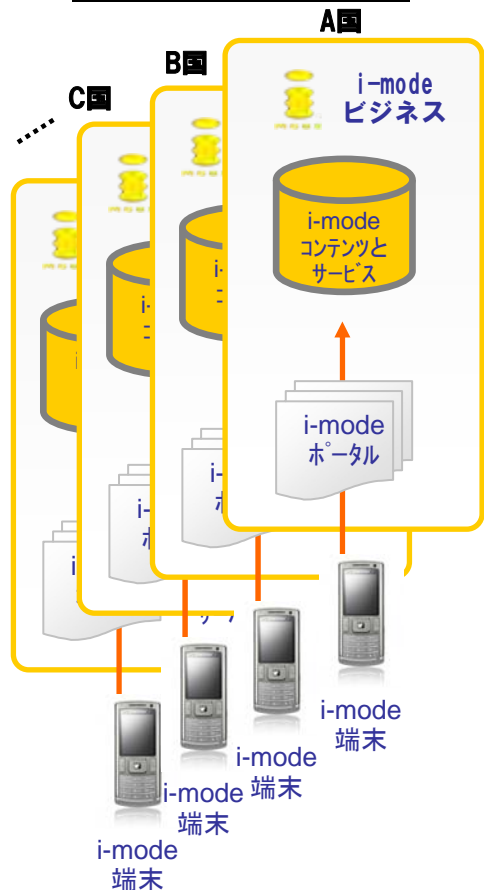 A国
B国
C国
i-mode
ビジネス
i-mode
コンテンツと
サービス
i-mode
ポータル
i-mode
端末
i-mode
端末
i-mode
端末
i-mode
端末